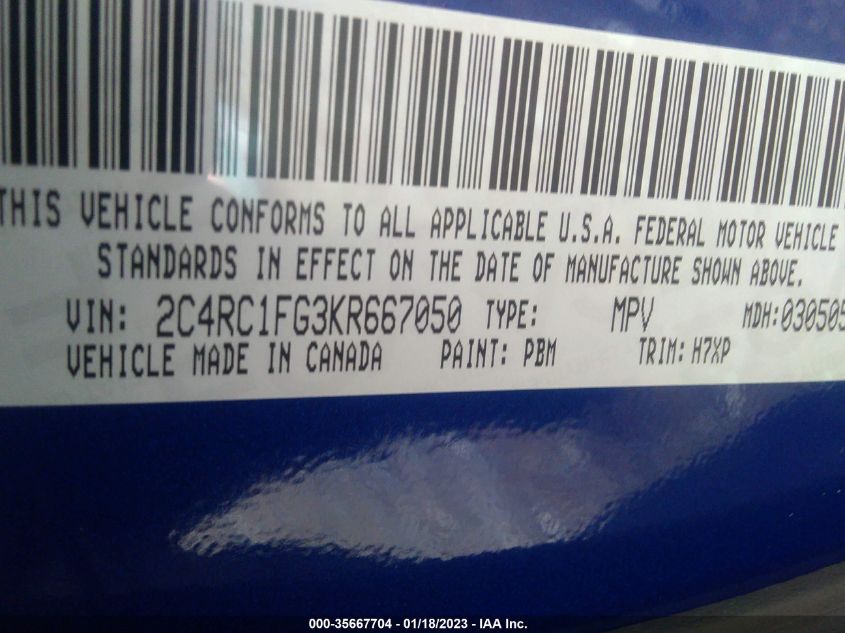 THIS VEHICLE CONFORMS TO ALL APPLICABLE U.S.A. FEDERAL MOTOR VEHICLE
STANDARDS IN EFFECT ON THE DATE OF MANUFACTURE SHOWN ABOVE.
VIN: 2C4RC1FG3KR667050 TYPE: MPV MDH: 030505
VEHICLE MADE IN CANADA PAINT: PBM TRIM: H7XP
000-35667704 - 01/18/2023 - IAA Inc.